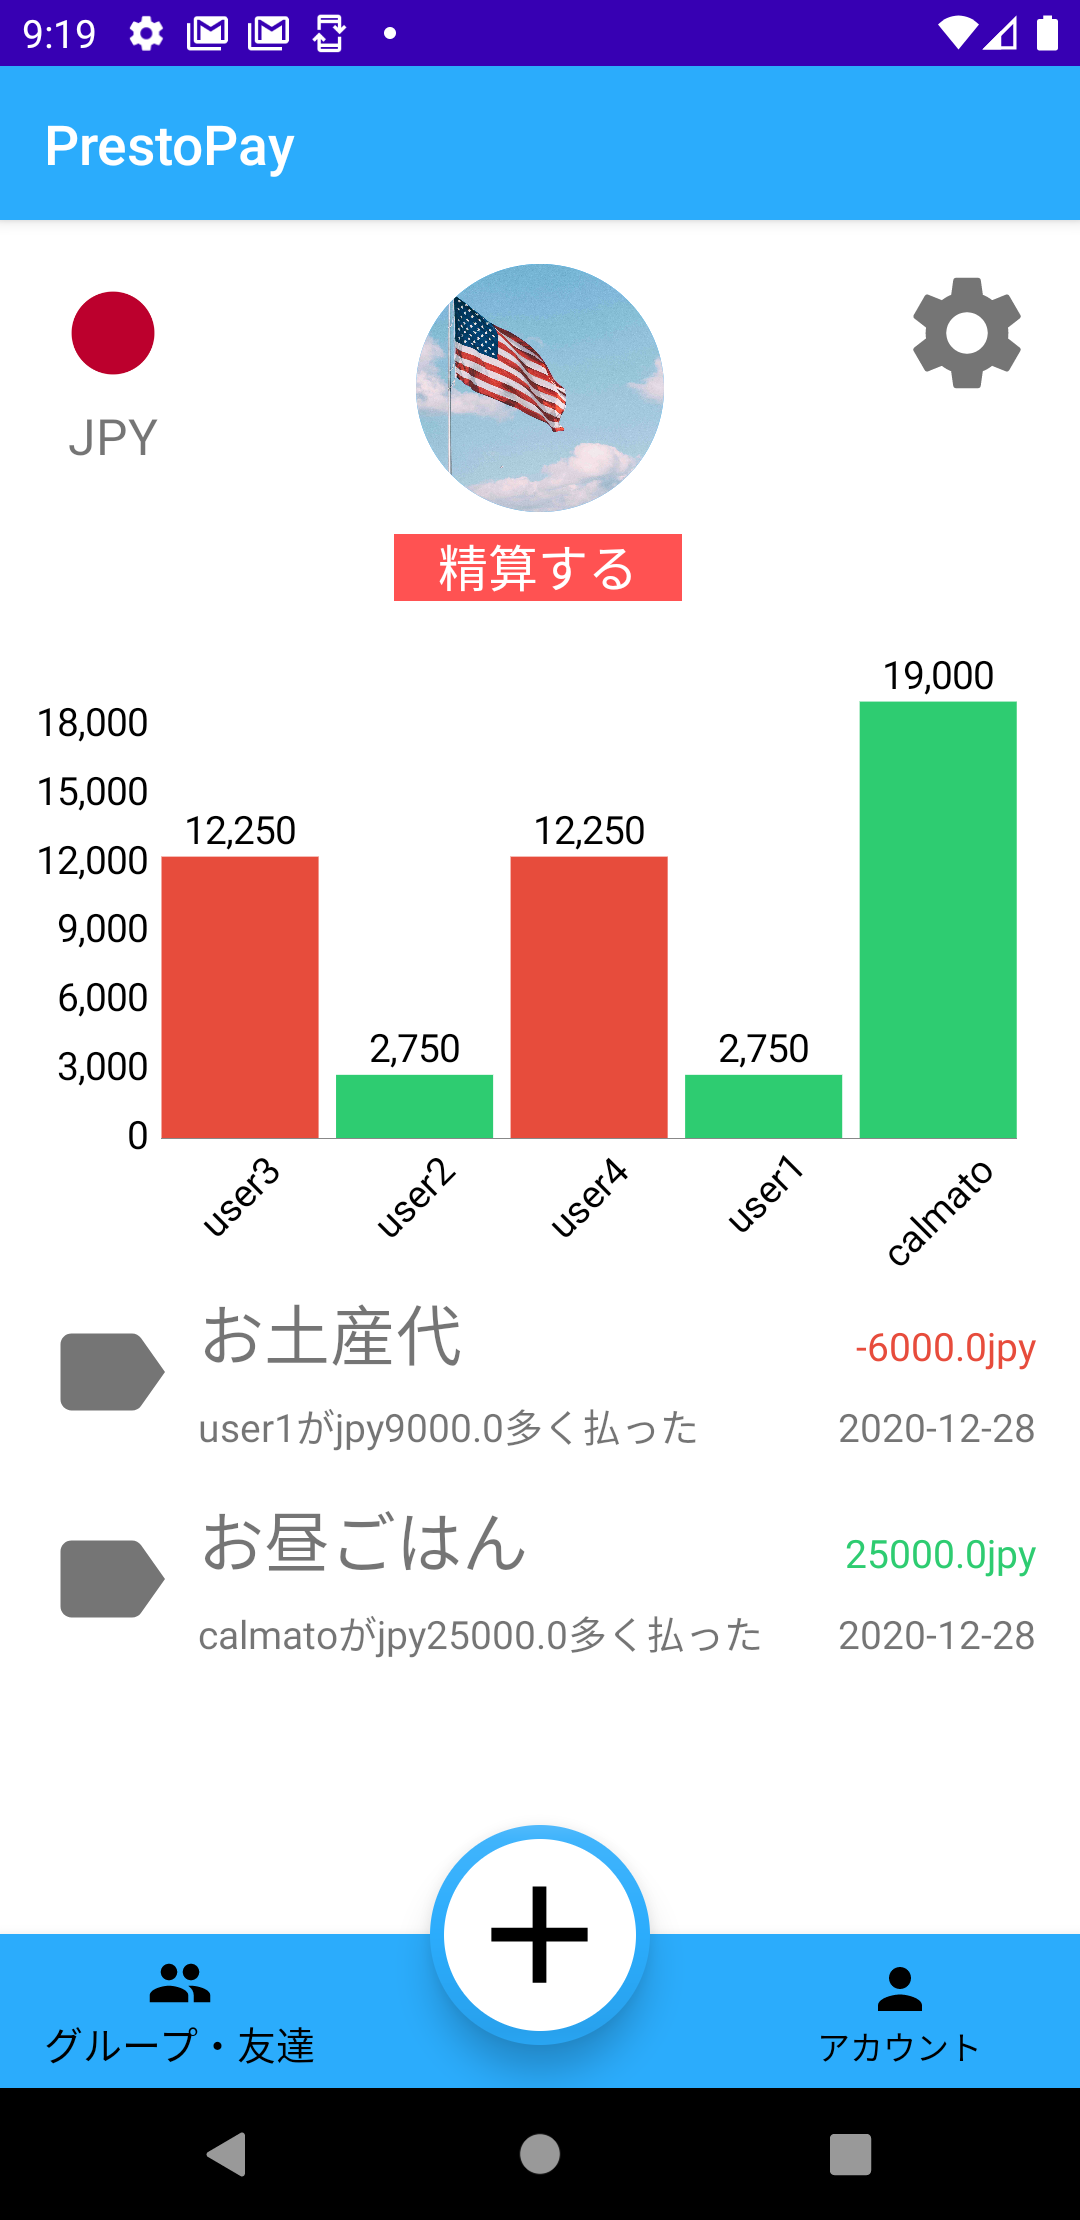 9:19
PrestoPay
JPY
精算する
19,000
18,000
15,000
12,250
12,250
12,000
9,000
6,000
2,750
2,750
3,000
0
user3
user2
user4
user1
calmato
お土産代
-6000.0jpy
user1がjpy9000.0多く払った
2020-12-28
お昼ごはん
25000.0jpy
calmatoがjpy25000.0多く払った
2020-12-28
グループ・友達
アカウント